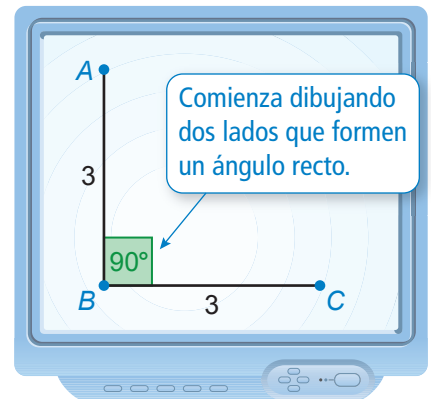 A
Comienza dibujando
dos lados que formen
un ángulo recto.
3
90°
B
3
C